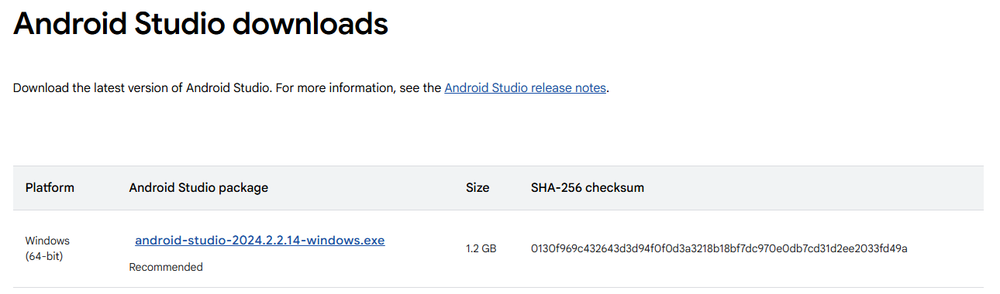 Android Studio downloads
Download the latest version of Android Studio. For more information, see the Android Studio release notes.
Platform Android Studio package Size SHA-256 checksum
Windows
(64-bit)
android-studio-2024.2.2.14-windows.exe
Recommended
1.2 GB
0130f969c432643d3d94f0f0d3a3218b18bf7dc970e0db7cd31d2ee2033fd49a